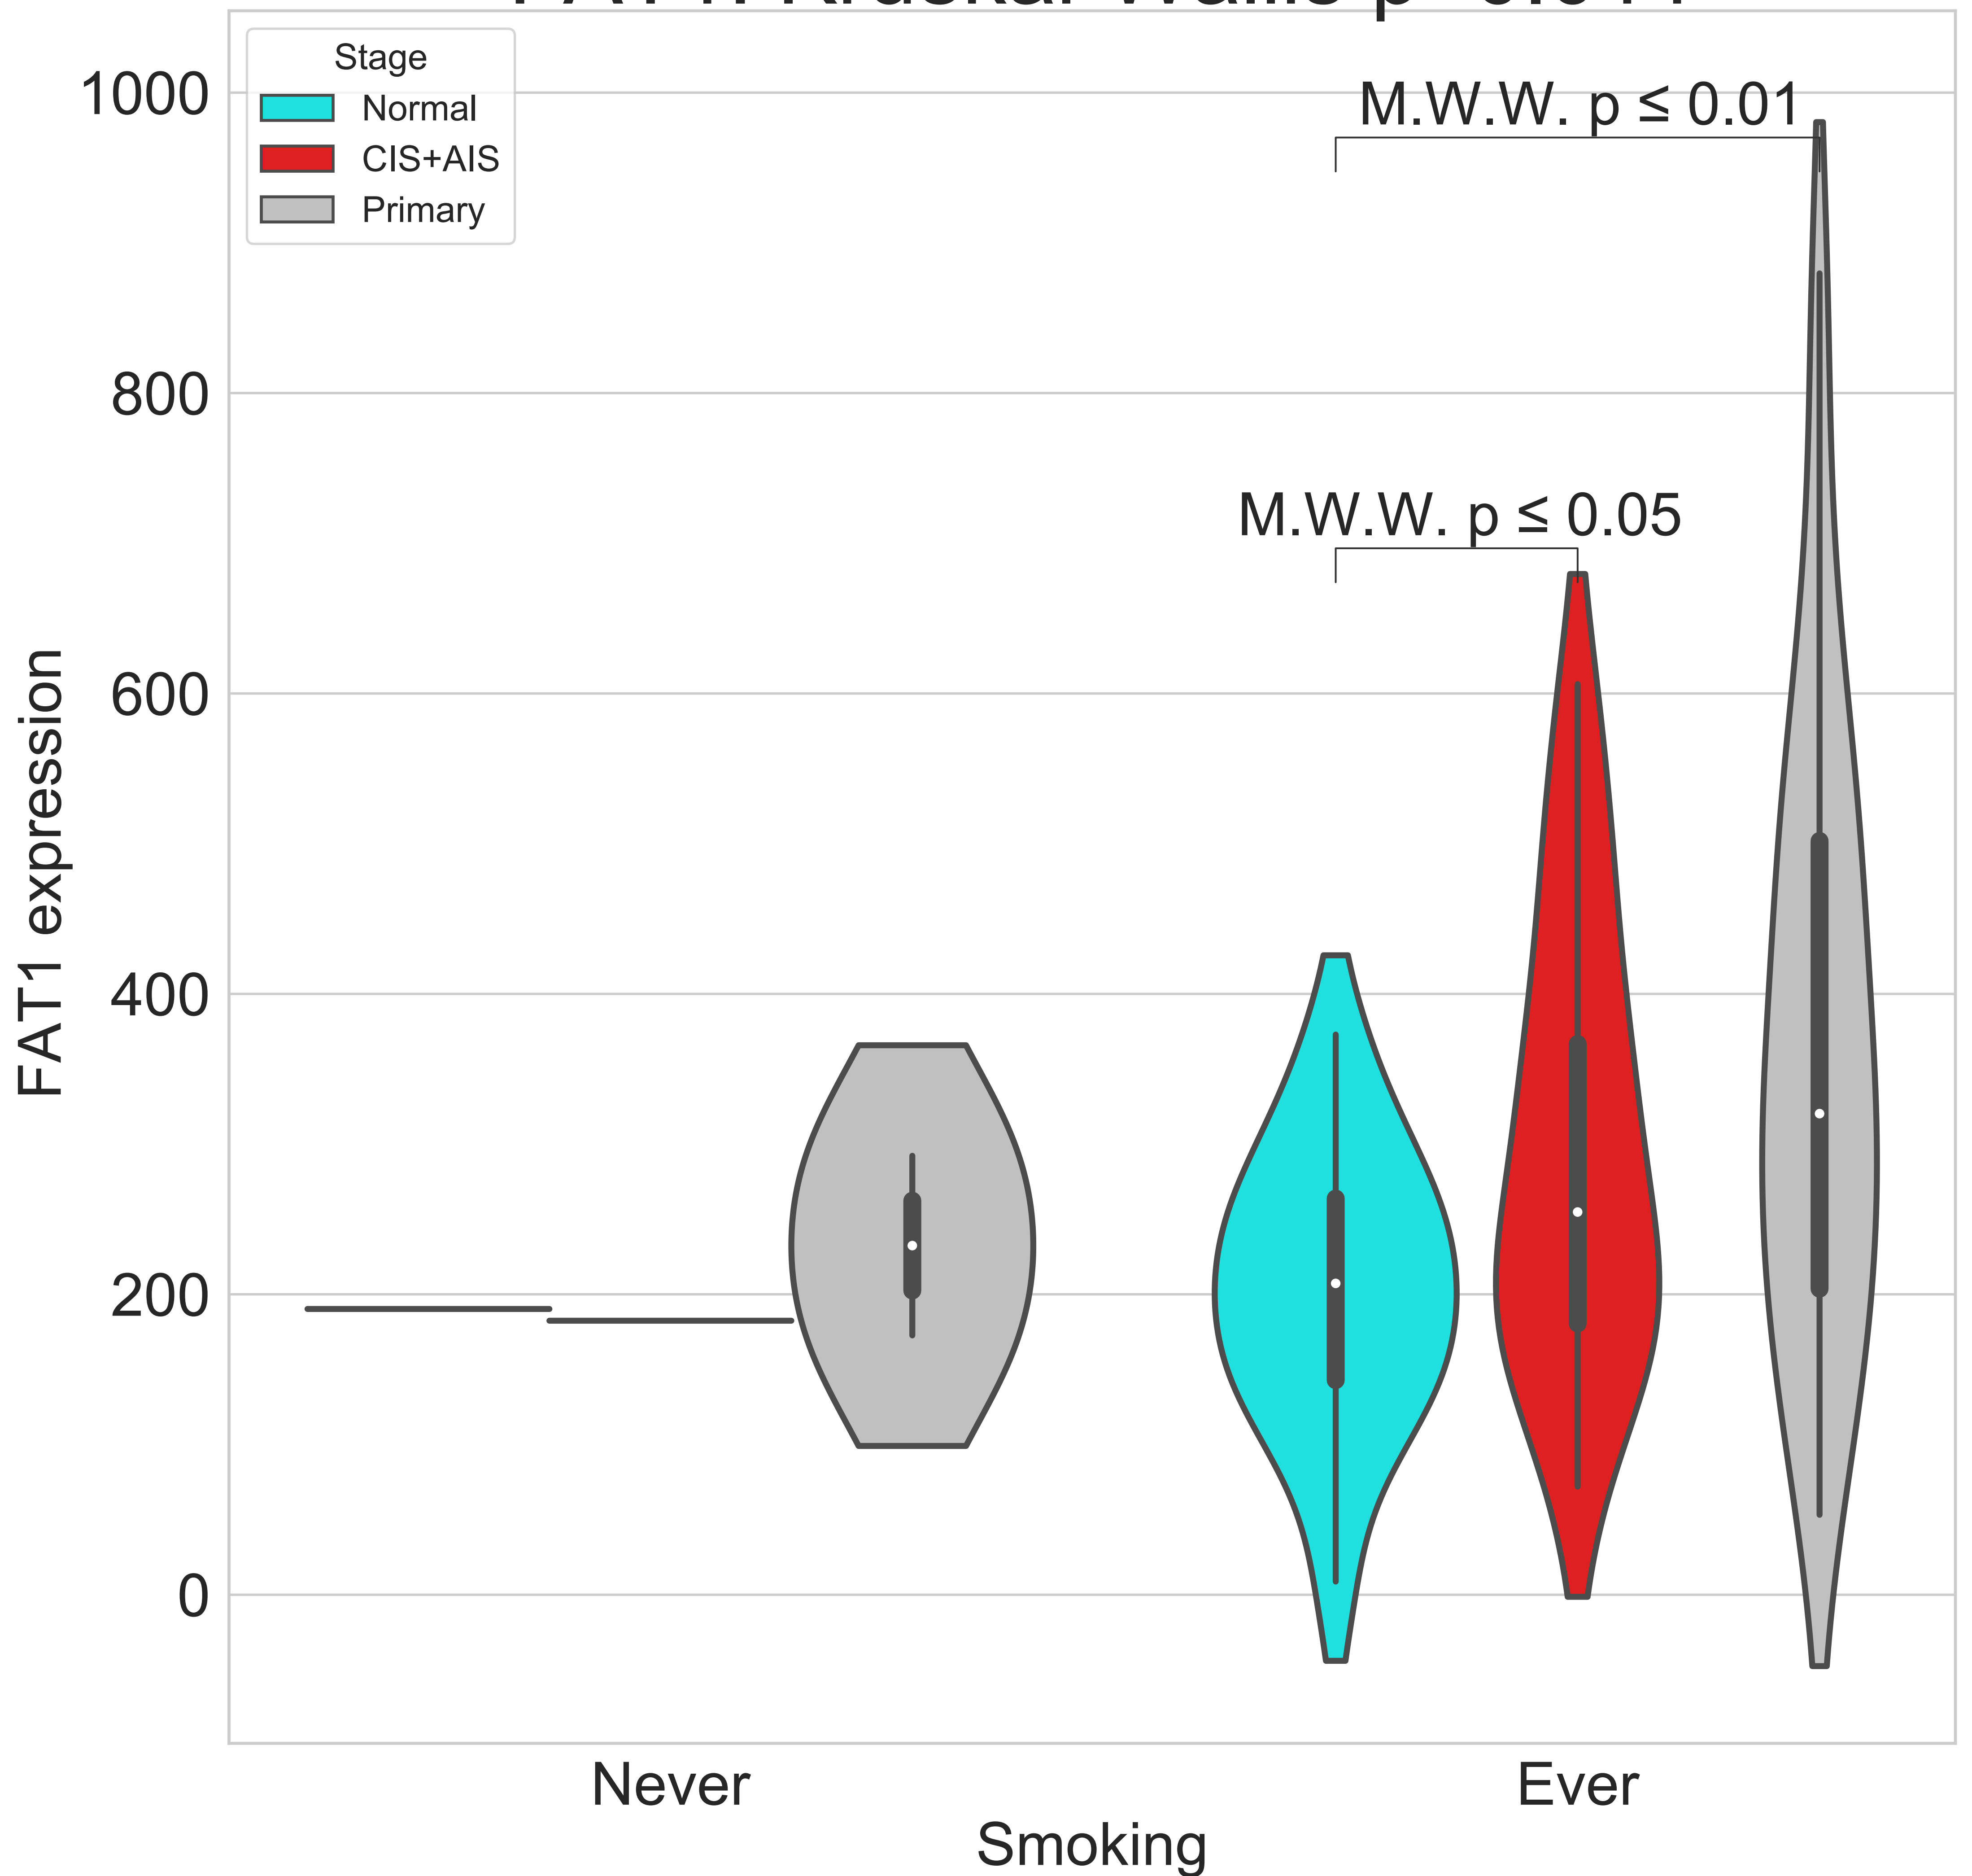 Stage
Normal
CIS+AIS
Primary
M.W.W. p ≤ 0.01
M.W.W. p ≤ 0.05
1000
800
600
400
200
0
FAT1 expression
Never
Ever
Smoking